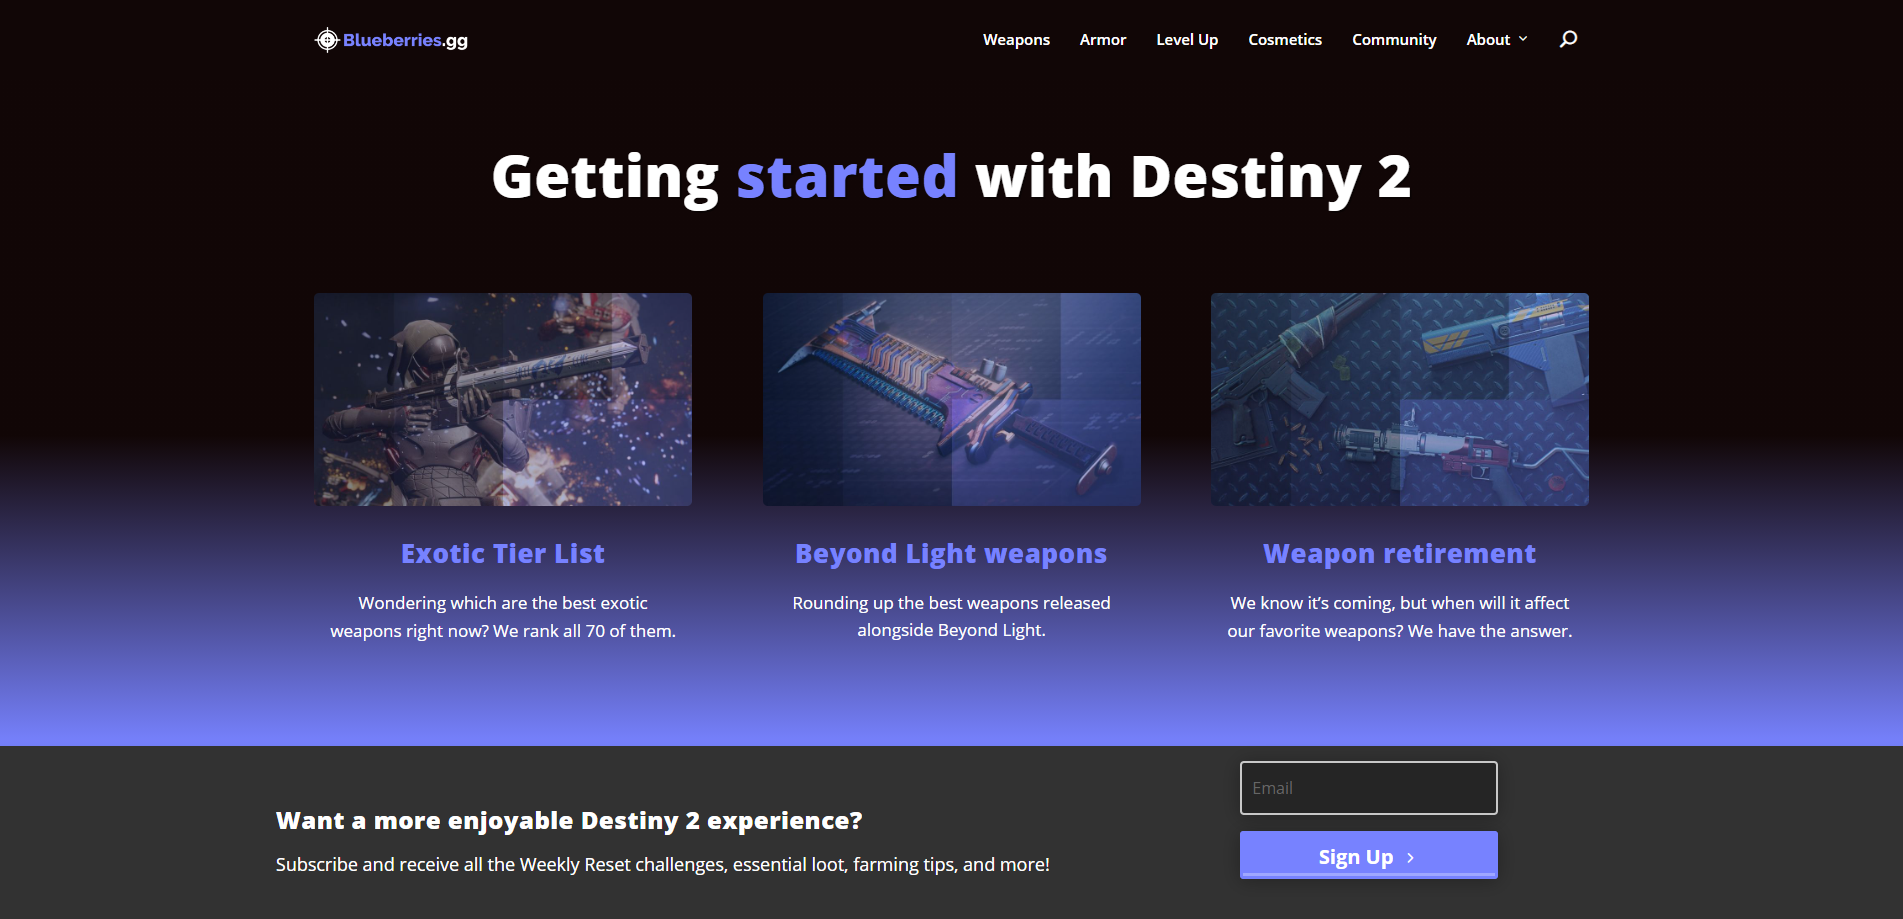 Blueberries.gg
Weapons Armor Level Up Cosmetics Community About
Getting started with Destiny 2
Exotic Tier List
Wondering which are the best exotic
weapons right now? We rank all 70 of them.
Beyond Light weapons
Rounding up the best weapons released
alongside Beyond Light.
Weapon retirement
We know it’s coming, but when will it affect
our favorite weapons? We have the answer.
Want a more enjoyable Destiny 2 experience?
Subscribe and receive all the Weekly Reset challenges, essential loot, farming tips, and more!
Email
Sign Up